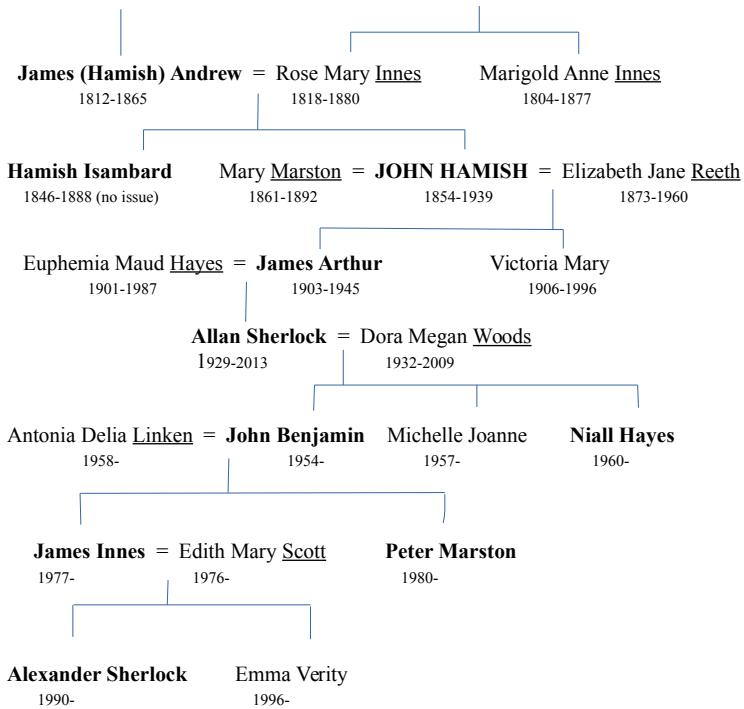 James (Hamish) Andrew = Rose Mary Innes Marigold Anne Innes
1812-1865 1818-1880 1804-1877
Hamish Isambard Mary Marston = JOHN HAMISH = Elizabeth Jane Reeth
1846-1888 (no issue) 1861-1892 1854-1939 1873-1960
Euphemia Maud Hayes = James Arthur Victoria Mary
1901-1987 1903-1945 1906-1996
Allan Sherlock = Dora Megan Woods
1929-2013 1932-2009
Antonia Delia Linken = John Benjamin Michelle Joanne Niall Hayes
1958- 1954- 1957- 1960-
James Innes = Edith Mary Scott Peter Marston
1977- 1976- 1980-
Alexander Sherlock Emma Verity
1990- 1996-